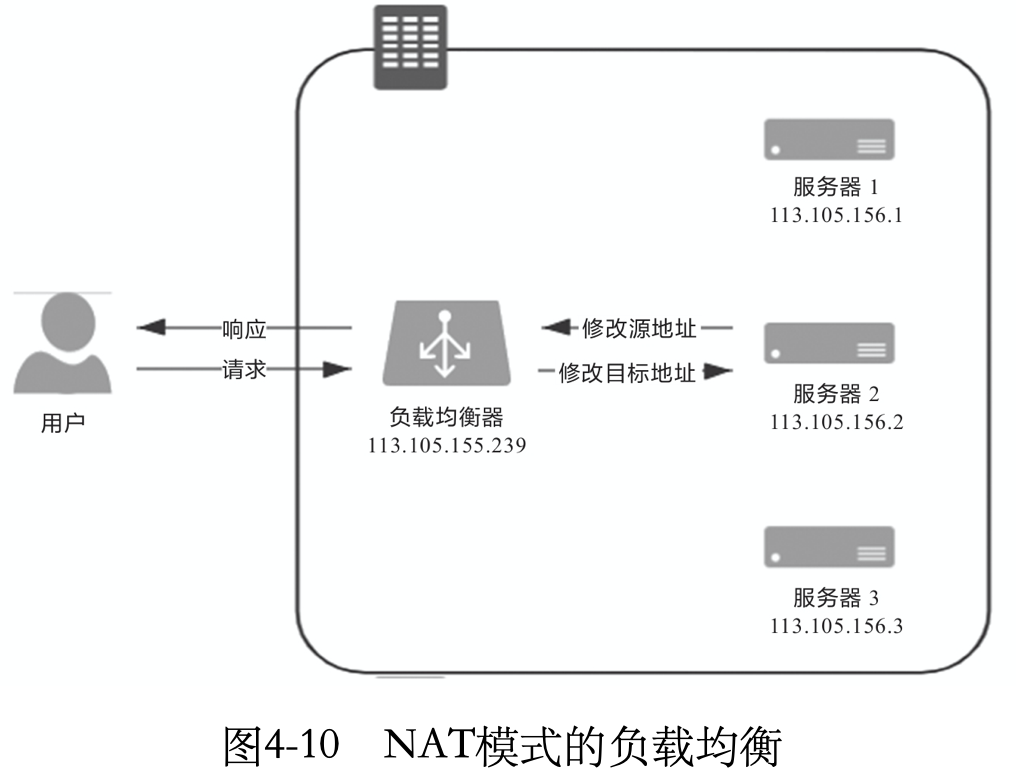 服务器 1
113.105.156.1
响应
修改源地址
请求
修改目标地址
用户
负载均衡器
113.105.155.239
服务器 2
113.105.156.2
服务器 3
113.105.156.3
图4-10 NAT模式的负载均衡